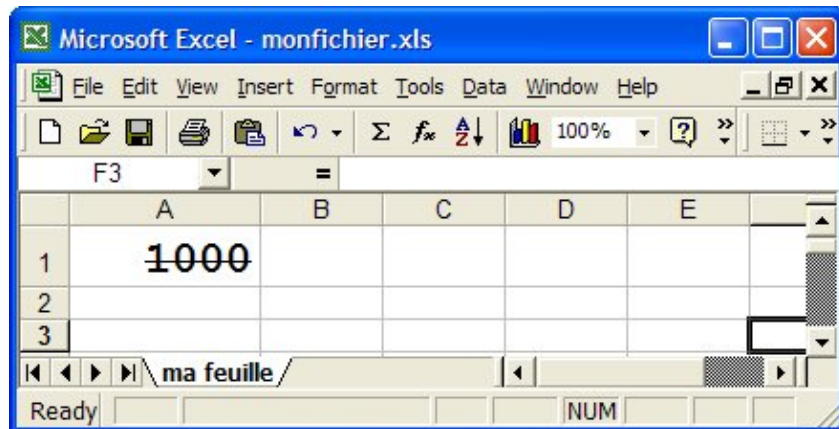 Microsoft Excel - monfichier.xls
File Edit View Insert Format Tools Data Window Help
Σ fx A Z 100% ? » »
F3 =
A B C D E
1 1000
2
3
ma feuille
Ready NUM